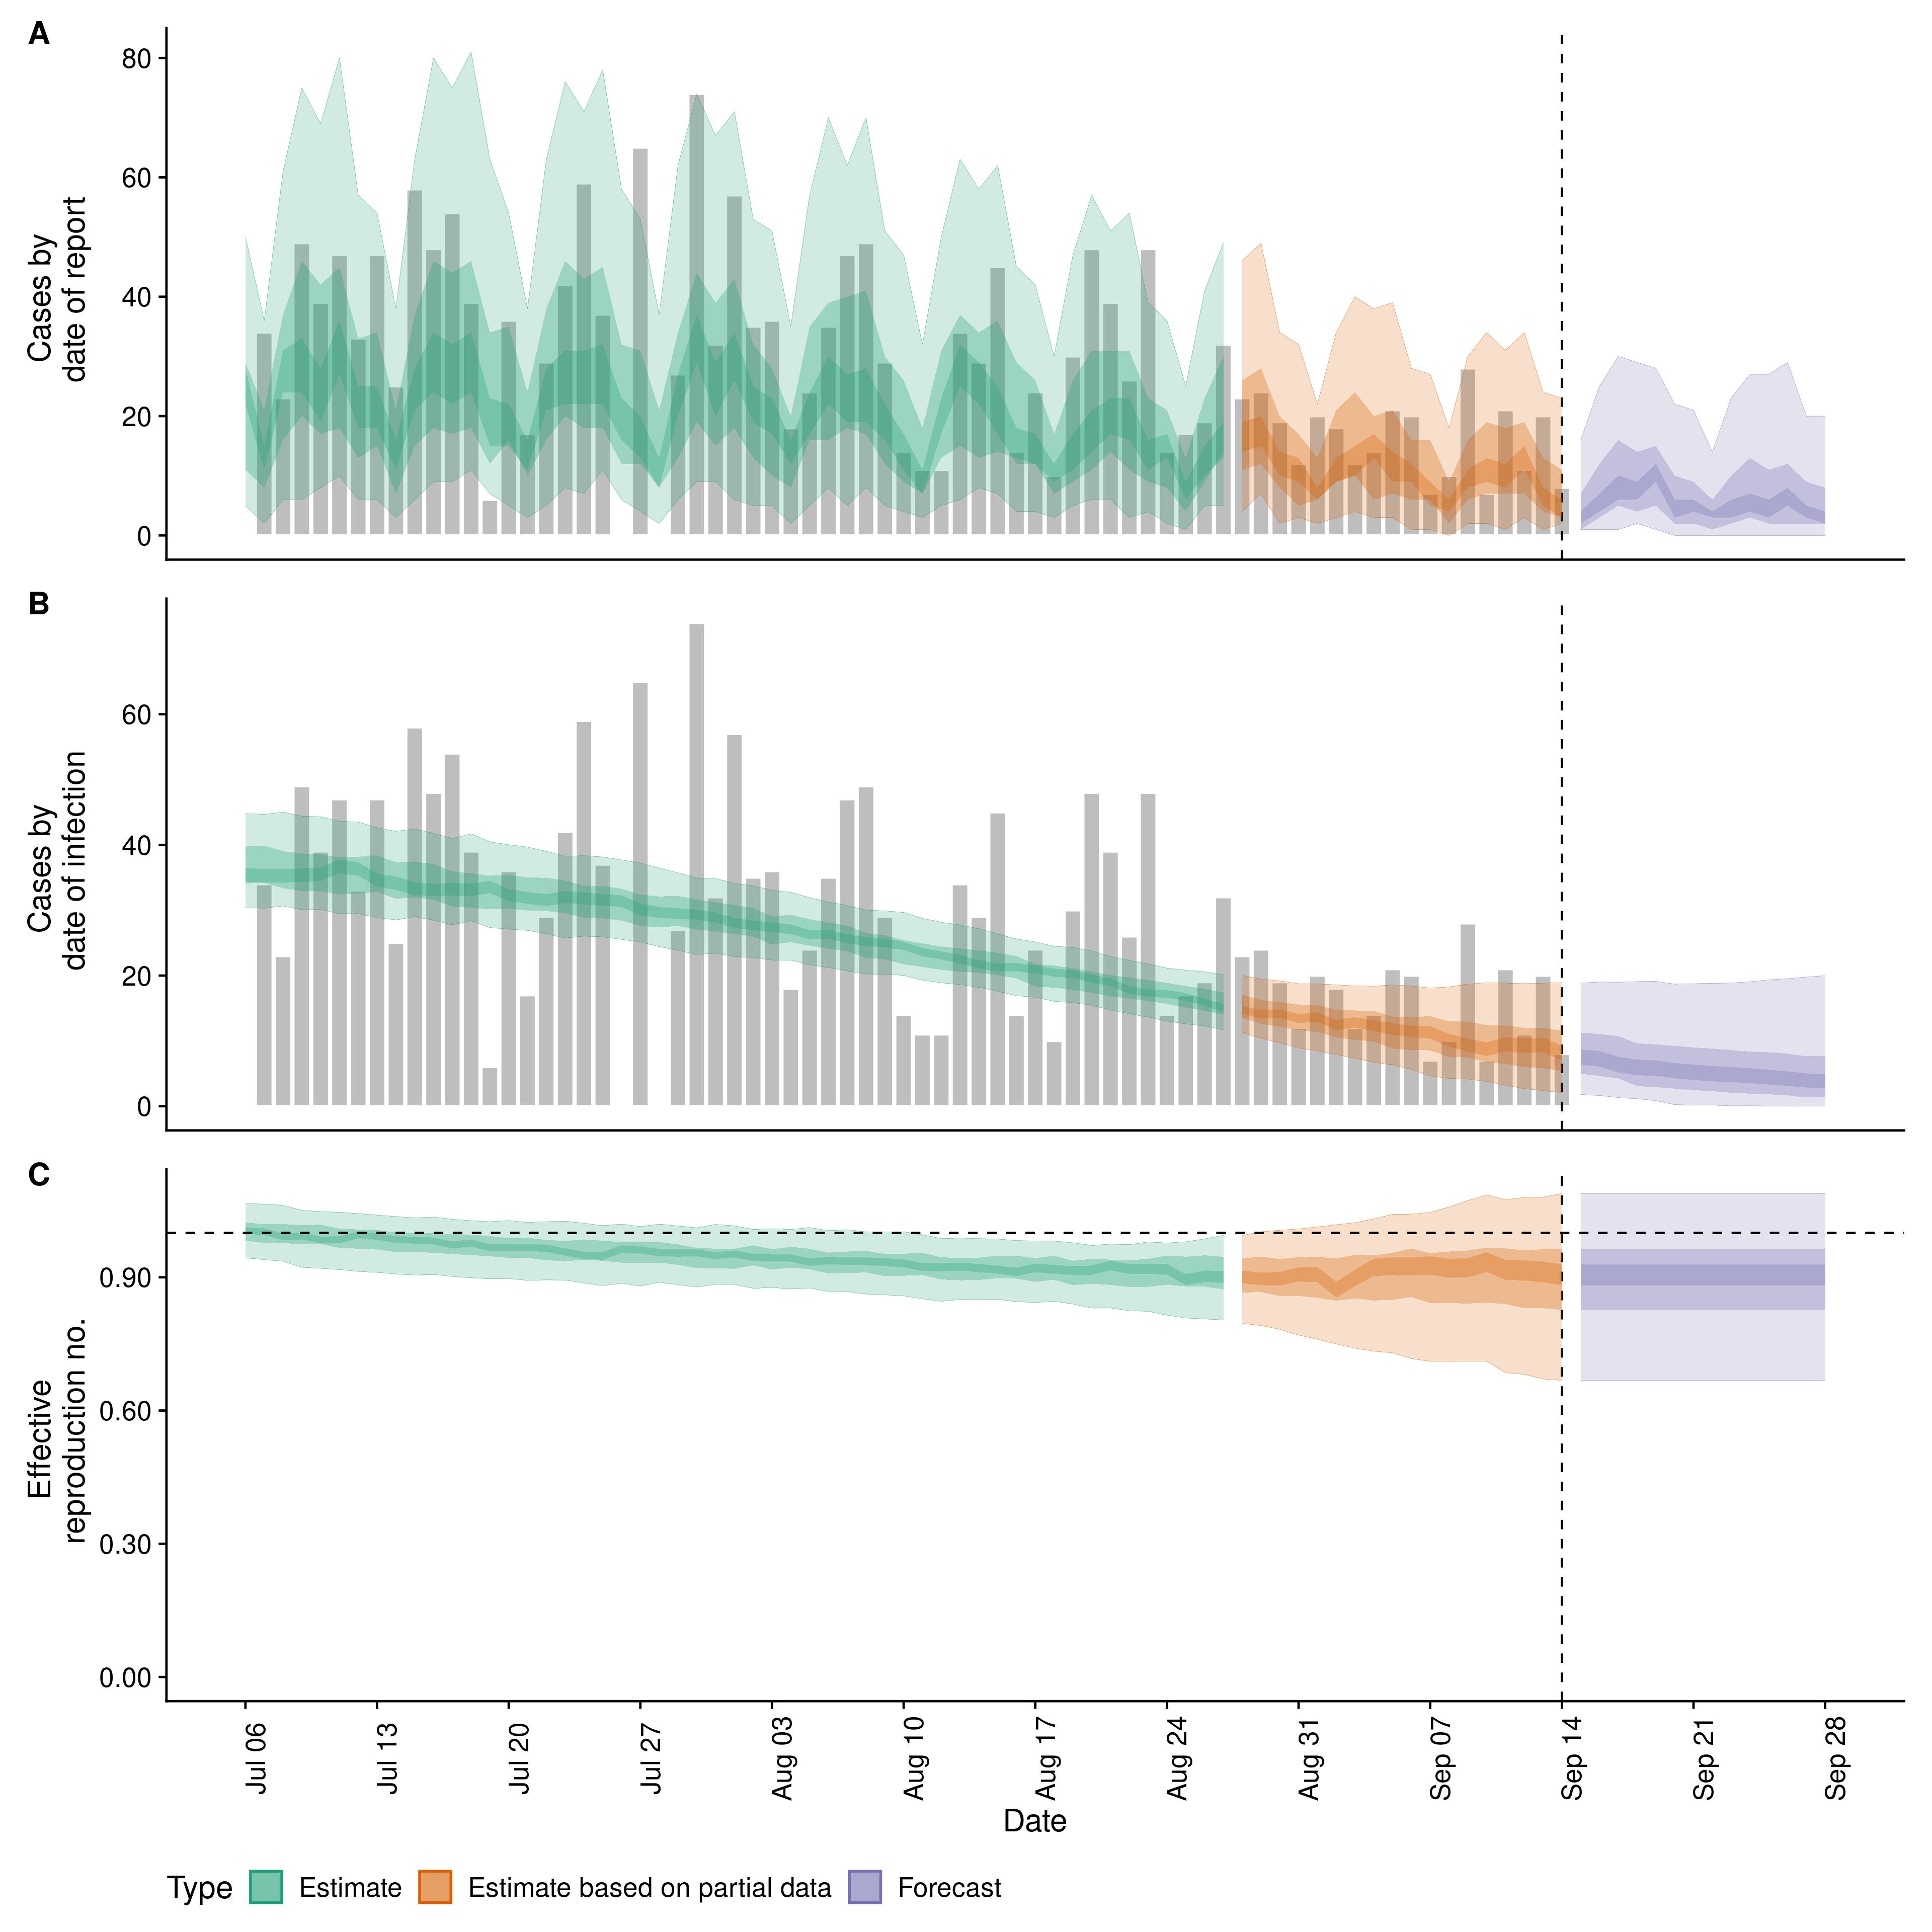 A
80
60
40
20
0
Cases by
date of report
B
60
40
20
0
Cases by
date of infection
C
0.90
0.60
0.30
0.00
Effective
reproduction no.
Jul 06
Jul 13
Jul 20
Jul 27
Aug 03
Aug 10
Aug 17
Aug 24
Aug 31
Sep 07
Sep 14
Sep 21
Sep 28
Date
Type Estimate Estimate based on partial data Forecast